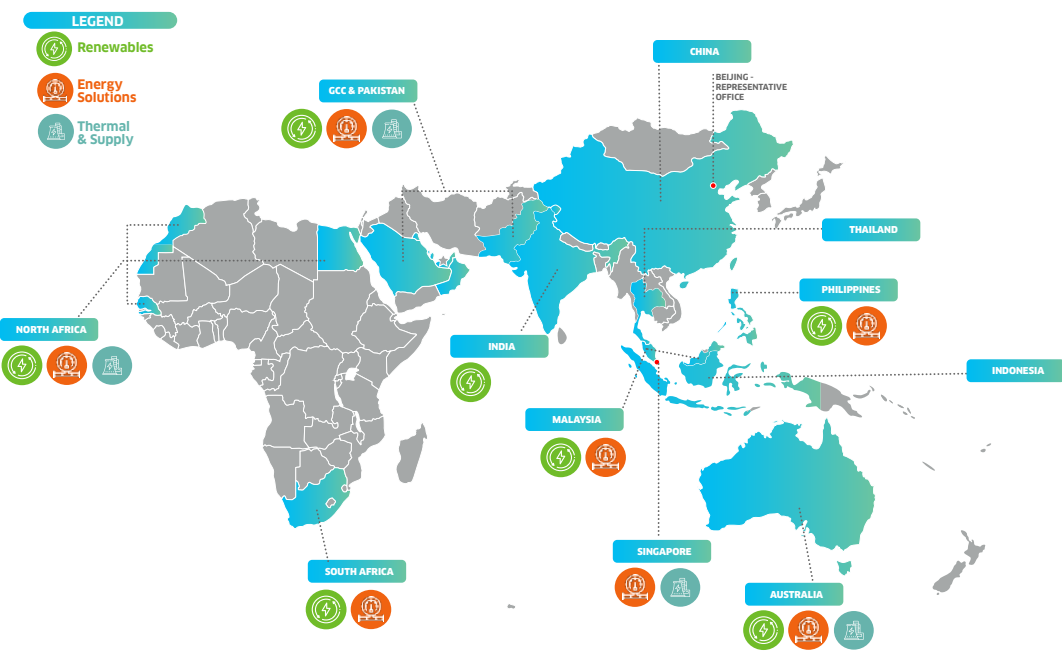 LEGEND
Renewables
Energy
Solutions
Thermal
& Supply
CHINA
BEIJING -
REPRESENTATIVE
OFFICE
GCC & PAKISTAN
THAILAND
PHILIPPINES
NORTH AFRICA
INDIA
INDONESIA
MALAYSIA
SINGAPORE
SOUTH AFRICA
AUSTRALIA